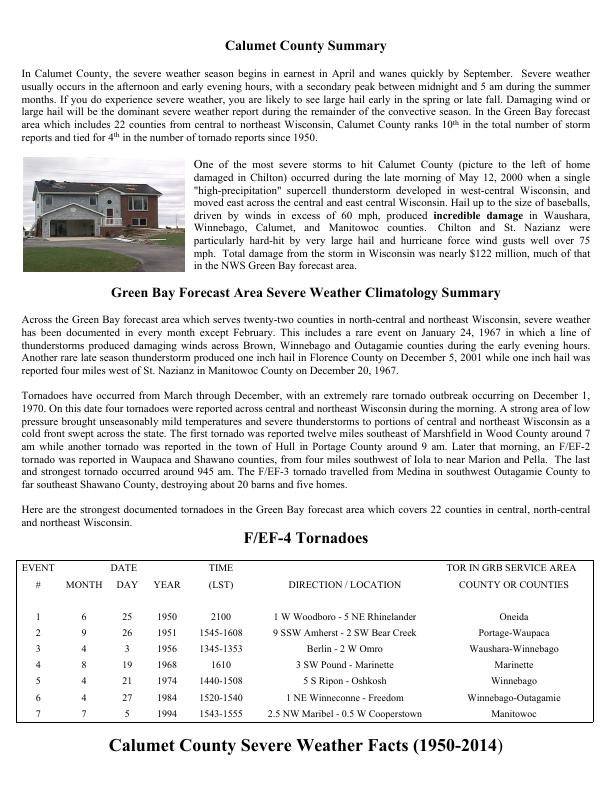 Calumet County Summary
In Calumet County, the severe weather season begins in earnest in April and wanes quickly by September. Severe weather
usually occurs in the afternoon and early evening hours, with a secondary peak between midnight and 5 am during the summer
months. If you do experience severe weather, you are likely to see large hail early in the spring or late fall. Damaging wind or
large hail will be the dominant severe weather report during the remainder of the convective season. In the Green Bay forecast
area which includes 22 counties from central to northeast Wisconsin, Calumet County ranks 10th in the total number of storm
reports and tied for 4th in the number of tornado reports since 1950.
One of the most severe storms to hit Calumet County (picture to the left of home
damaged in Chilton) occurred during the late morning of May 12, 2000 when a single
"high-precipitation" supercell thunderstorm developed in west-central Wisconsin, and
moved east across the central and east central Wisconsin. Hail up to the size of baseballs,
driven by winds in excess of 60 mph, produced incredible damage in Waushara,
Winnebago, Calumet, and Manitowoc counties. Chilton and St. Nazianz were
particularly hard-hit by very large hail and hurricane force wind gusts well over 75
mph. Total damage from the storm in Wisconsin was nearly $122 million, much of that
in the NWS Green Bay forecast area.
Green Bay Forecast Area Severe Weather Climatology Summary
Across the Green Bay forecast area which serves twenty-two counties in north-central and northeast Wisconsin, severe weather
has been documented in every month except February. This includes a rare event on January 24, 1967 in which a line of
thunderstorms produced damaging winds across Brown, Winnebago and Outagamie counties during the early evening hours.
Another rare late season thunderstorm produced one inch hail in Florence County on December 5, 2001 while one inch hail was
reported four miles west of St. Nazianz in Manitowoc County on December 20, 1967.
Tornadoes have occurred from March through December, with an extremely rare tornado outbreak occurring on December 1,
1970. On this date four tornadoes were reported across central and northeast Wisconsin during the morning. A strong area of low
pressure brought unseasonably mild temperatures and severe thunderstorms to portions of central and northeast Wisconsin as a
cold front swept across the state. The first tornado was reported twelve miles southeast of Marshfield in Wood County around 7
am while another tornado was reported in the town of Hull in Portage County around 9 am. Later that morning, an F/EF-2
tornado was reported in Waupaca and Shawano counties, from four miles southwest of Iola to near Marion and Pella. The last
and strongest tornado occurred around 945 am. The F/EF-3 tornado travelled from Medina in southwest Outagamie County to
far southeast Shawano County, destroying about 20 barns and five homes.
Here are the strongest documented tornadoes in the Green Bay forecast area which covers 22 counties in central, north-central
and northeast Wisconsin.
F/EF-4 Tornadoes
EVENT DATE TIME TOR IN GRB SERVICE AREA
# MONTH DAY YEAR (LST) DIRECTION / LOCATION COUNTY OR COUNTIES
1 6 25 1950 2100 1 W Woodboro - 5 NE Rhinelander Oneida
2 9 26 1951 1545-1608 9 SSW Amherst - 2 SW Bear Creek Portage-Waupaca
3 4 3 1956 1345-1353 Berlin - 2 W Omro Waushara-Winnebago
4 8 19 1968 1610 3 SW Pound - Marinette Marinette
5 4 21 1974 1440-1508 5 S Ripon - Oshkosh Winnebago
6 4 27 1984 1520-1540 1 NE Winneconne - Freedom Winnebago-Outagamie
7 7 5 1994 1543-1555 2.5 NW Maribel - 0.5 W Cooperstown Manitowoc
Calumet County Severe Weather Facts (1950-2014)